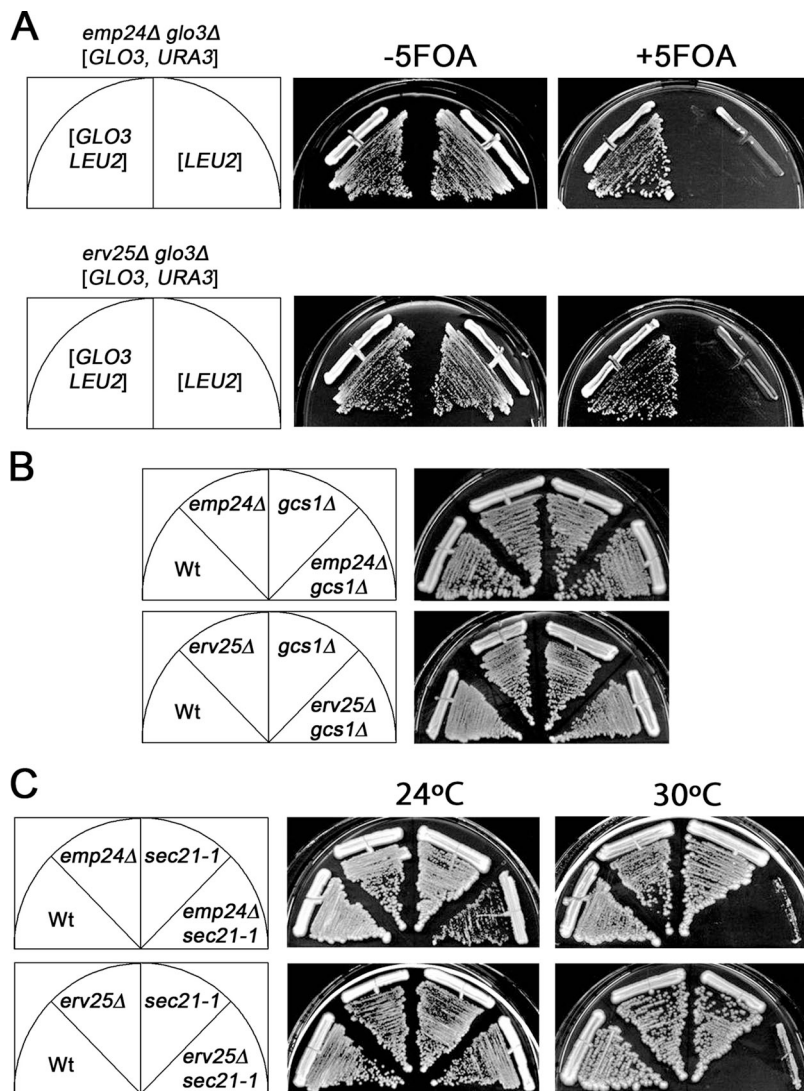 A
emp24Δ glo3Δ
[GLO3, URA3]
-5FOA
+5FOA
[GLO3
LEU2]
[LEU2]
erv25Δ glo3Δ
[GLO3, URA3]
[GLO3
LEU2]
[LEU2]
B
emp24Δ
gcs1Δ
Wt
emp24Δ
gcs1Δ
erv25Δ
gcs1Δ
Wt
erv25Δ
gcs1Δ
C
24ºC
30ºC
emp24Δ
sec21-1
Wt
emp24Δ
sec21-1
erv25Δ
sec21-1
Wt
erv25Δ
sec21-1